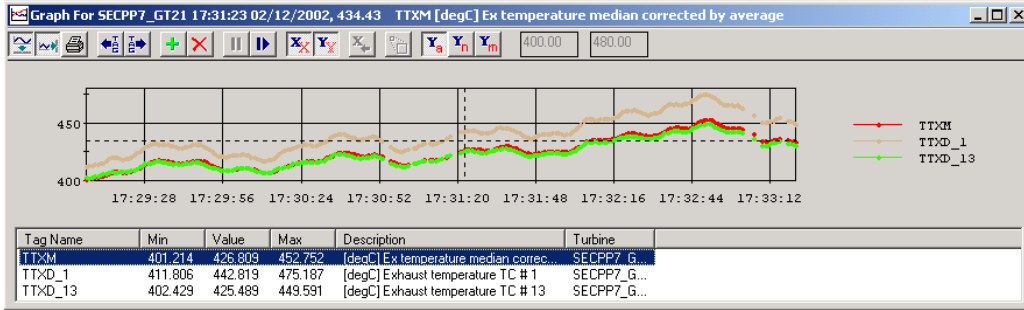 Graph For SECPP7_GT21 17:31:23 02/12/2002, 434.43 TTXM [degC] Ex temperature median corrected by average
XX YY X Ya Yn Ym 400.00 480.00
450
400
TTXM
TTXD_1
TTXD_13
17:29:28 17:29:56 17:30:24 17:30:52 17:31:20 17:31:48 17:32:16 17:32:44 17:33:12
Tag Name Min Value Max Description Turbine
TTXM 401.214 426.809 452.752 [degC] Ex temperature median correc... SECPP7_G...
TTXD_1 411.806 442.819 475.187 [degC] Exhaust temperature TC # 1 SECPP7_G...
TTXD_13 402.429 425.489 449.591 [degC] Exhaust temperature TC # 13 SECPP7_G...